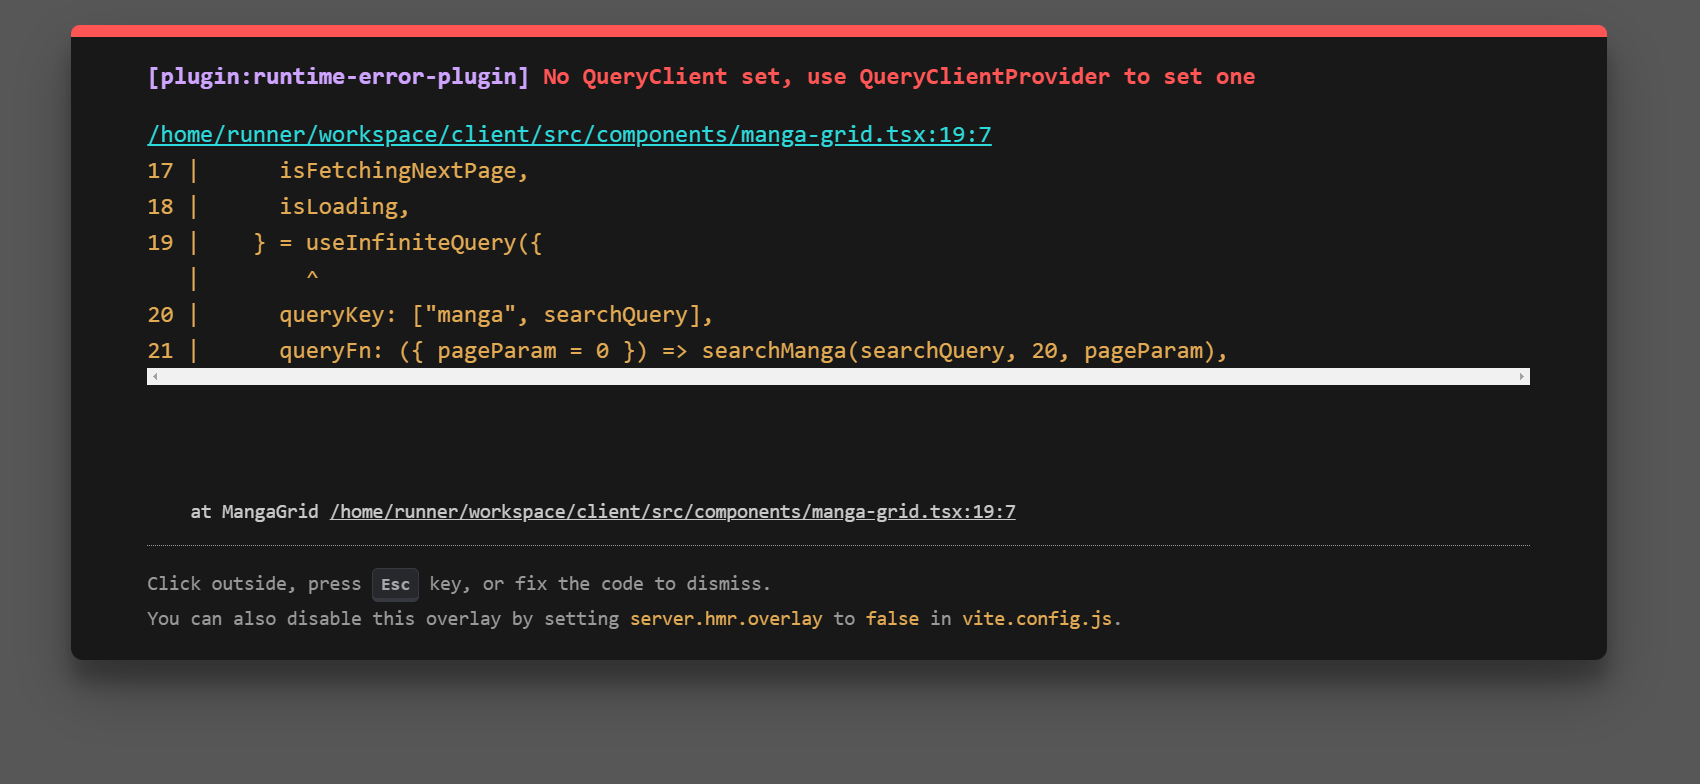 [plugin:runtime-error-plugin] No QueryClient set, use QueryClientProvider to set one
/home/runner/workspace/client/src/components/manga-grid.tsx:19:7
17 |      isFetchingNextPage,
18 |      isLoading,
19 |    } = useInfiniteQuery({
   |        ^
20 |      queryKey: ["manga", searchQuery],
21 |      queryFn: ({ pageParam = 0 }) => searchManga(searchQuery, 20, pageParam),
at MangaGrid /home/runner/workspace/client/src/components/manga-grid.tsx:19:7
Click outside, press Esc key, or fix the code to dismiss.
You can also disable this overlay by setting server.hmr.overlay to false in vite.config.js.